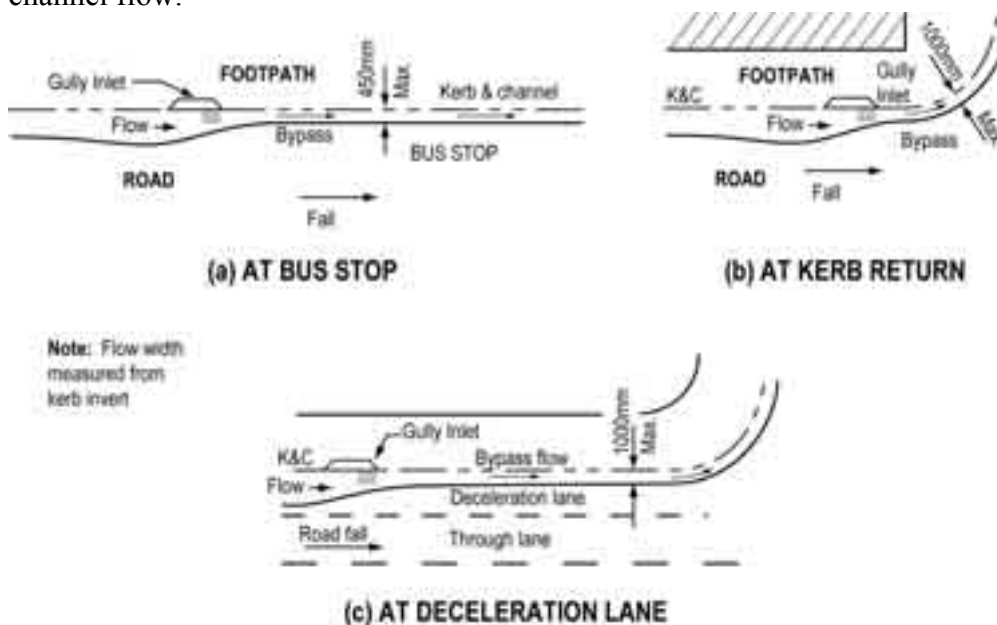 channel flow.
Gully Inlet
FOOTPATH
450mm
Max.
Kerb & channel
Flow
Bypass
BUS STOP
ROAD
Fall
(a) AT BUS STOP
FOOTPATH
Gully
Inlet
1000mm
Max.
K&C
Flow
Bypass
ROAD
Fall
(b) AT KERB RETURN
Note: Flow width
measured from
kerb invert
Gully Inlet
K&C
Bypass flow
1000mm
Max.
Flow
Deceleration lane
Road fall
Through lane
(c) AT DECELERATION LANE